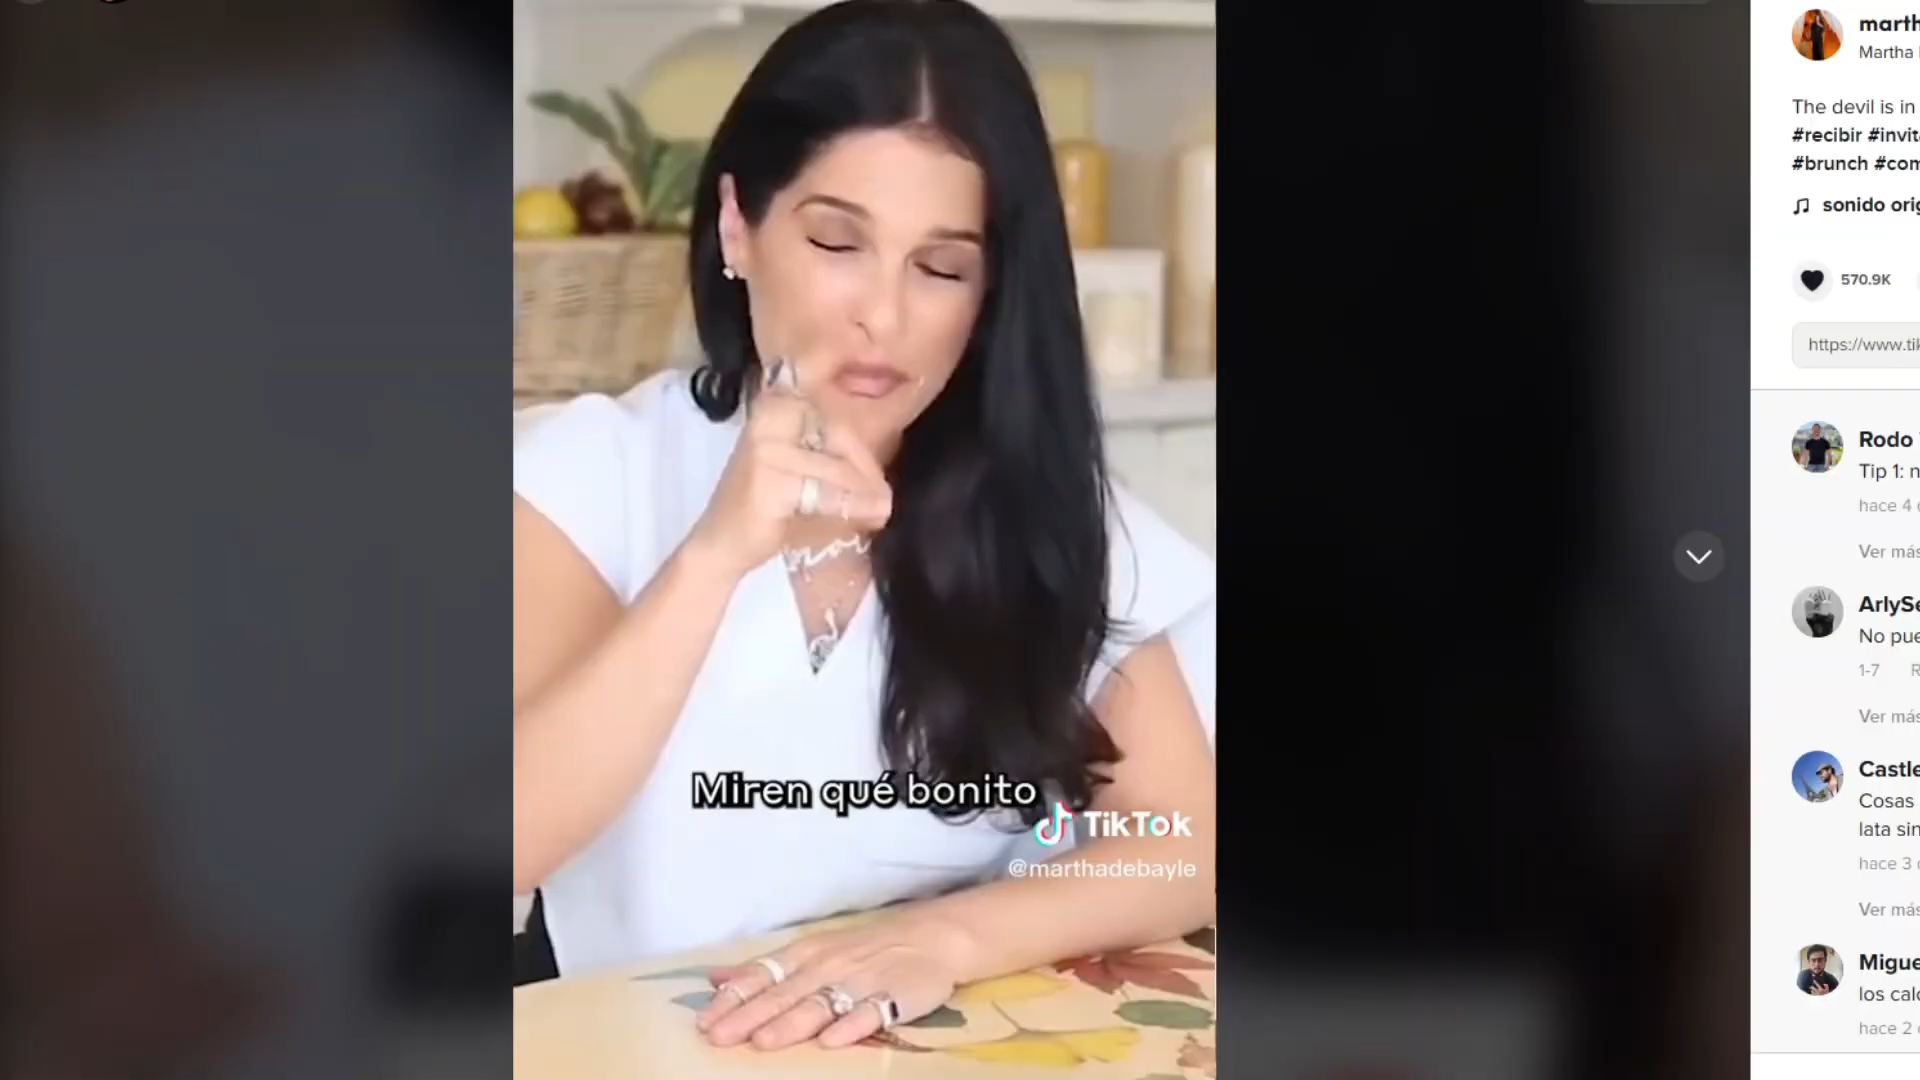 Miren qué bonito
TikTok
@marthadebayle
marth
Martha
The devil is in
#recibir #invit
#brunch #com
sonido orig
570.9K
https://www.tik
Rodo
Tip 1: n
hace 4
Ver más
ArlySe
No pue
1-7 R
Ver más
Castle
Cosas
lata sin
hace 3
Ver más
Migue
los calc
hace 2